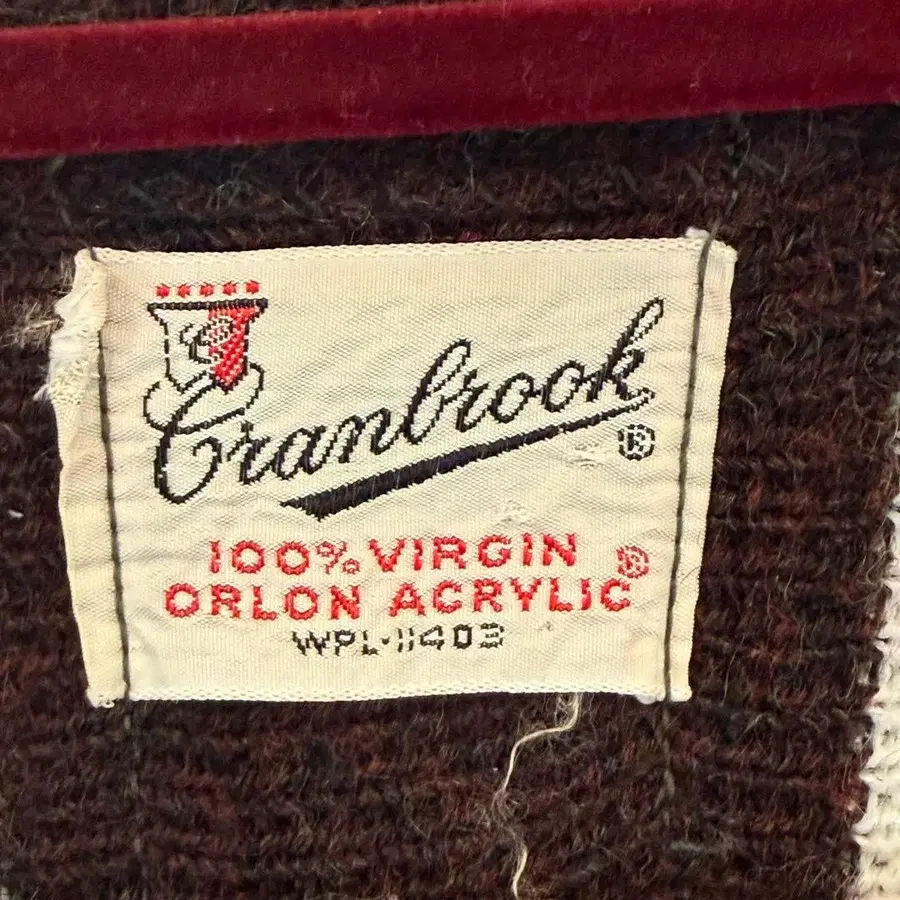 C
Cranbrook ®
100% VIRGIN
ORLON ACRYLIC ®
WPL-11403